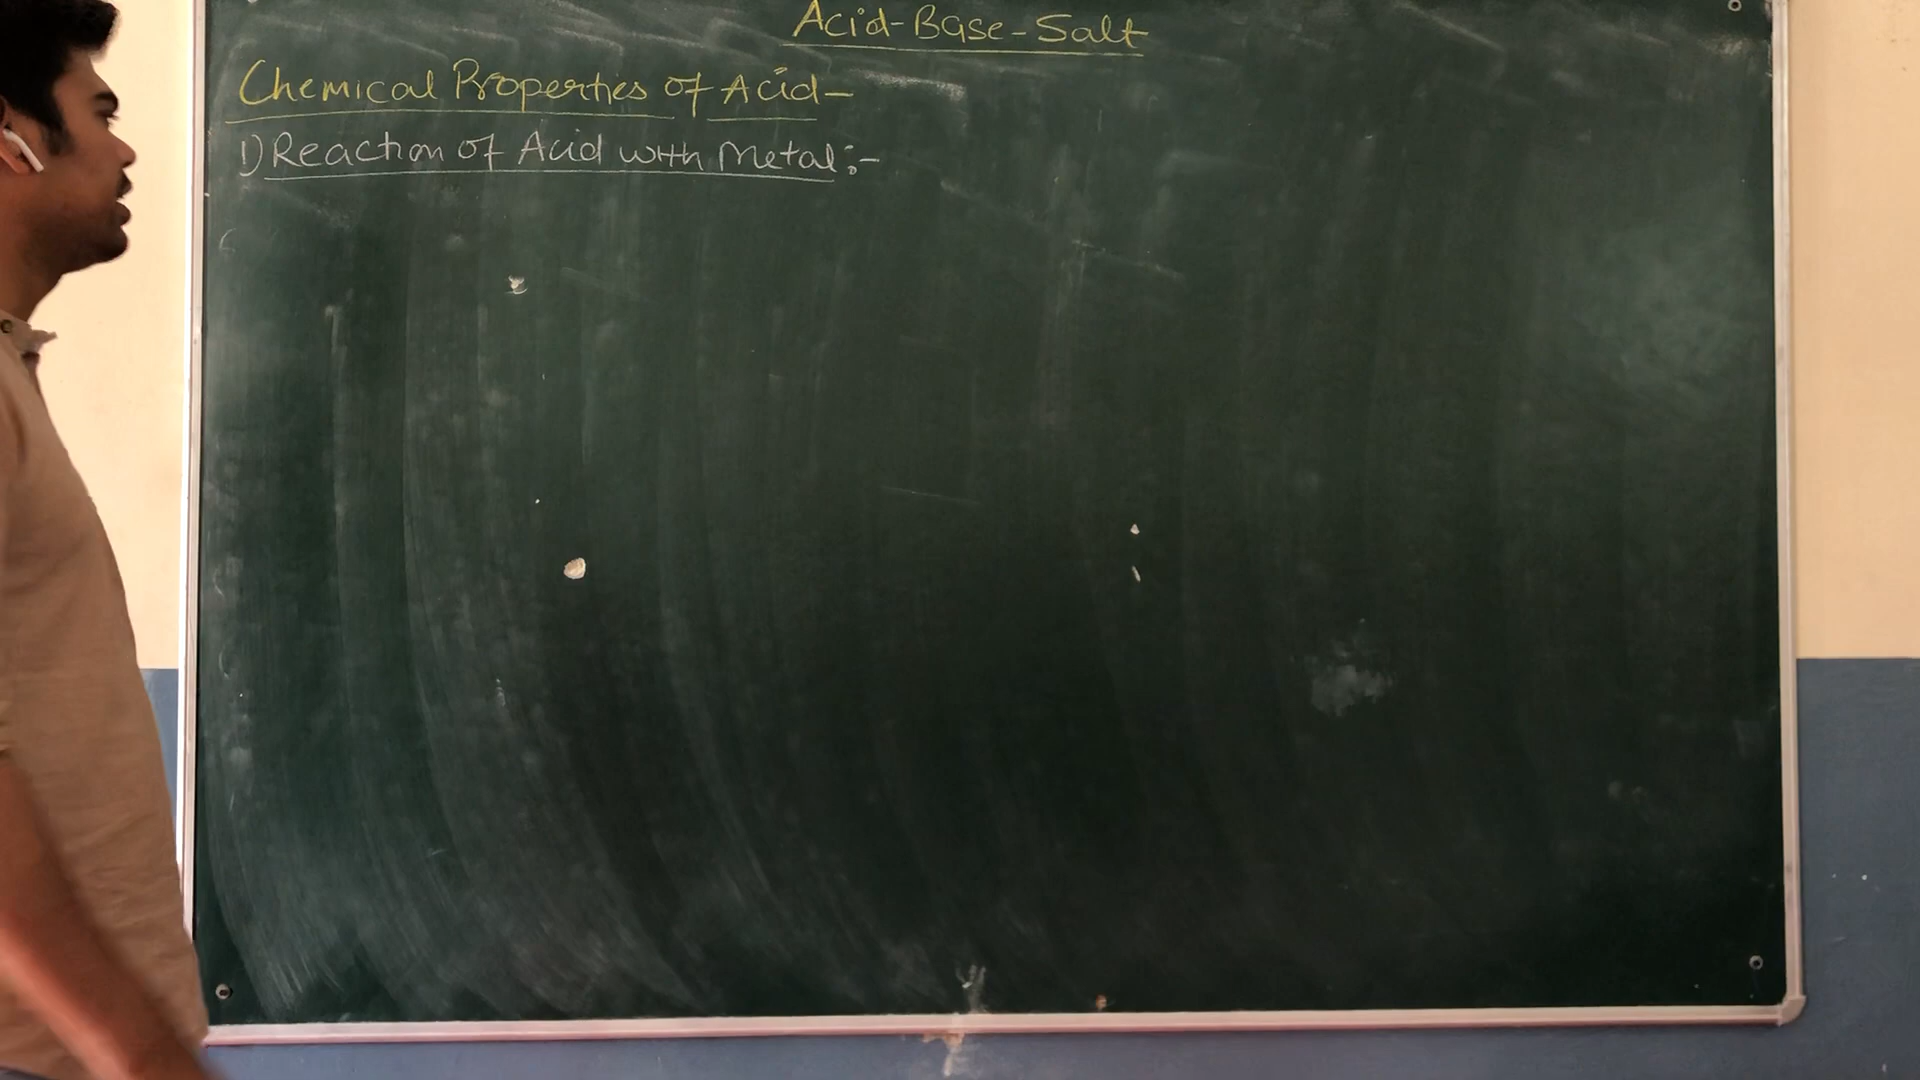 Acid-Base-Salt
Chemical Properties of Acid-
1) Reaction of Acid with Metal:-